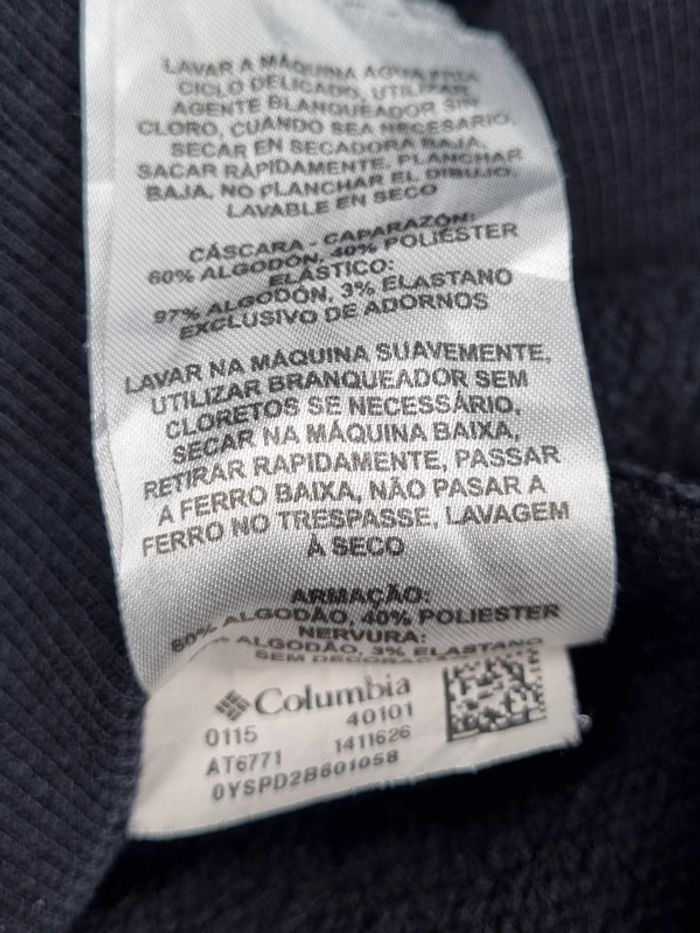 LAVAR A MÁQUINA AGUA FRIA
CICLO DELICADO, UTILIZAR
AGENTE BLANQUEADOR SIN
CLORO, CUANDO SEA NECESARIO,
SECAR EN SECADORA BAJA,
SACAR RÁPIDAMENTE, PLANCHAR
BAJA, NO PLANCHAR EL DIBUJO,
LAVABLE EN SECO
CÁSCARA - CAPARAZÓN:
60% ALGODÓN, 40% POLIÉSTER
ELÁSTICO:
97% ALGODÓN, 3% ELASTANO
EXCLUSIVO DE ADORNOS
LAVAR NA MÁQUINA SUAVEMENTE,
UTILIZAR BRANQUEADOR SEM
CLORETOS SE NECESSÁRIO,
SECAR NA MÁQUINA BAIXA,
RETIRAR RAPIDAMENTE, PASSAR
A FERRO BAIXA, NÃO PASAR A
FERRO NO TRESPASSE, LAVAGEM
À SECO
ARMAÇÃO:
60% ALGODÃO, 40% POLIESTER
NERVURA:
ALGODÃO, 3% ELASTANO
SEM
Columbia
0115 40101
AT6771 1411626
0YSPD2B601058